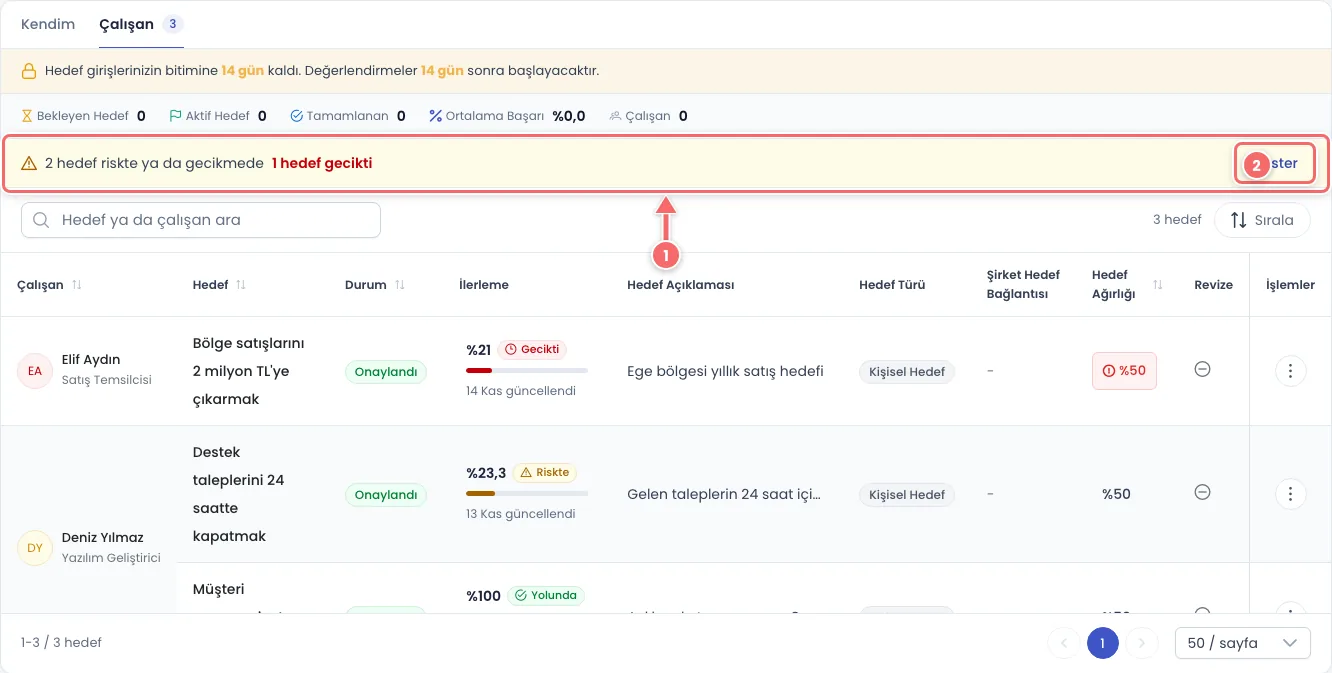 Kendim Çalışan 3
Hedef girişlerinizin bitimine 14 gün kaldı. Değerlendirmeler 14 gün sonra başlayacaktır.
Bekleyen Hedef 0 Aktif Hedef 0 Tamamlanan 0 Ortalama Başarı %0,0 Çalışan 0
2 hedef riskte ya da gecikmede 1 hedef gecikti
2 ster
Hedef ya da çalışan ara 3 hedef Sırala
1
Çalışan Hedef Durum İlerleme Hedef Açıklaması Hedef Türü Şirket Hedef Bağlantısı Hedef Ağırlığı Revize İşlemler
EA
Elif Aydın
Satış Temsilcisi
Bölge satışlarını
2 milyon TL'ye
çıkarmak
Onaylandı
%21 Gecikti
14 Kas güncellendi
Ege bölgesi yıllık satış hedefi
Kişisel Hedef
-
%50
DY
Deniz Yılmaz
Yazılım Geliştirici
Destek
taleplerini 24
saatte
kapatmak
Onaylandı
%23,3 Riskte
13 Kas güncellendi
Gelen taleplerin 24 saat içi...
Kişisel Hedef
-
%50
Müşteri
%100 Yolunda
1-3 / 3 hedef 1 50 / sayfa